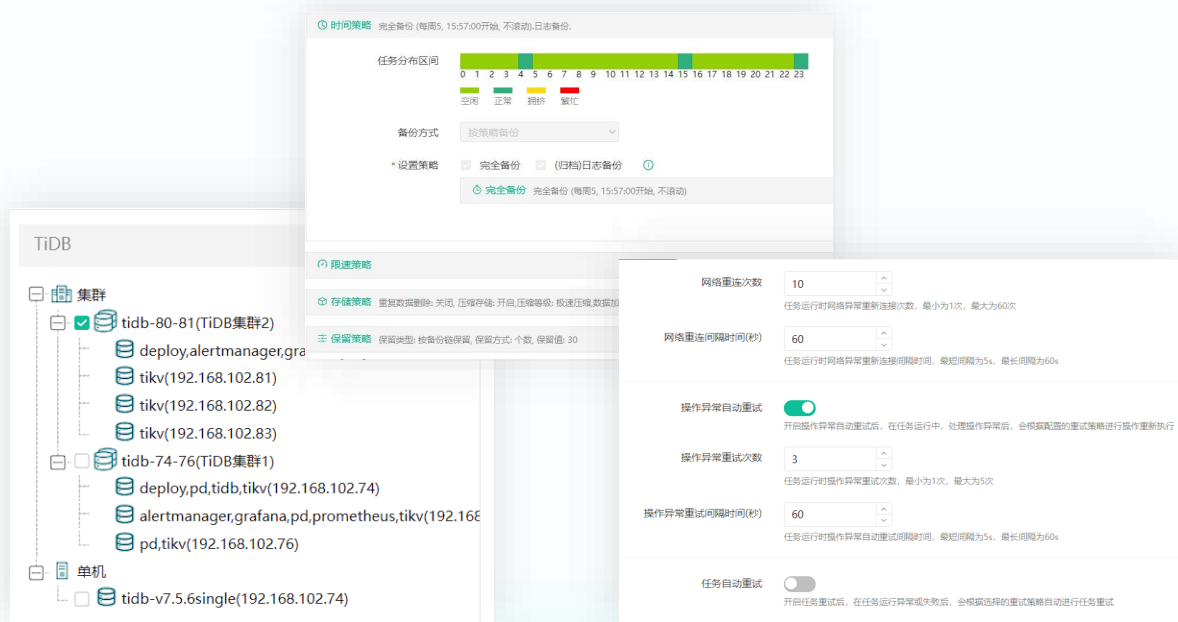 时间策略 完全备份 (每周5, 15:57:00开始, 不滚动).日志备份.
任务分布区间
0 1 2 3 4 5 6 7 8 9 10 11 12 13 14 15 16 17 18 19 20 21 22 23
空闲 正常 拥挤 繁忙
备份方式 按策略备份
* 设置策略 完全备份 (归档)日志备份
完全备份 完全备份 (每周5, 15:57:00开始, 不滚动)
限速策略
存储策略 重复数据删除: 关闭, 压缩存储: 开启,压缩等级: 极速压缩,数据加
保留策略 保留类型: 按备份链保留, 保留方式: 个数, 保留值: 30
TiDB
集群
tidb-80-81(TiDB集群2)
deploy,alertmanager,gra
tikv(192.168.102.81)
tikv(192.168.102.82)
tikv(192.168.102.83)
tidb-74-76(TiDB集群1)
deploy,pd,tidb,tikv(192.168.102.74)
alertmanager,grafana,pd,prometheus,tikv(192.168
pd,tikv(192.168.102.76)
单机
tidb-v7.5.6single(192.168.102.74)
网络重连次数 10
任务运行时网络异常重新连接次数，最小为1次，最大为60次
网络重连间隔时间(秒) 60
任务运行时网络异常重新连接间隔时间，最短间隔为5s，最长间隔为60s
操作异常自动重试
开启操作异常自动重试后，在任务运行中，处理操作异常后，会根据配置的重试策略进行操作重新执行
操作异常重试次数 3
任务运行时操作异常重试次数，最小为1次，最大为5次
操作异常重试间隔时间(秒) 60
任务运行时操作异常自动重试间隔时间，最短间隔为5s，最长间隔为60s
任务自动重试
开启任务重试后，在任务运行异常或失败后，会根据选择的重试策略自动进行任务重试